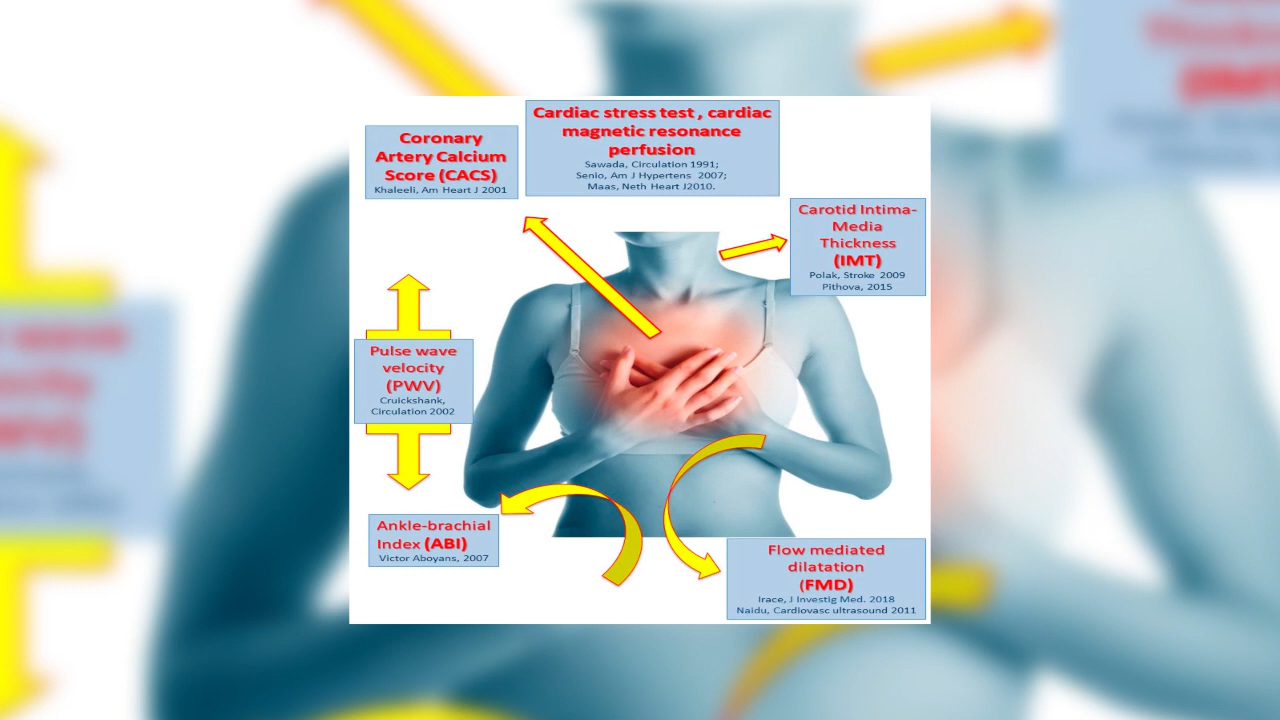 Cardiac stress test , cardiac
magnetic resonance
perfusion
Sawada, Circulation 1991;
Senio, Am J Hypertens 2007;
Maas, Neth Heart J2010.
Coronary
Artery Calcium
Score (CACS)
Khaleeli, Am Heart J 2001
Carotid Intima-
Media
Thickness
(IMT)
Polak, Stroke 2009
Pithova, 2015
Pulse wave
velocity
(PWV)
Cruickshank,
Circulation 2002
Ankle-brachial
Index (ABI)
Victor Aboyans, 2007
Flow mediated
dilatation
(FMD)
Irace, J Investig Med. 2018
Naidu, Cardiovasc ultrasound 2011